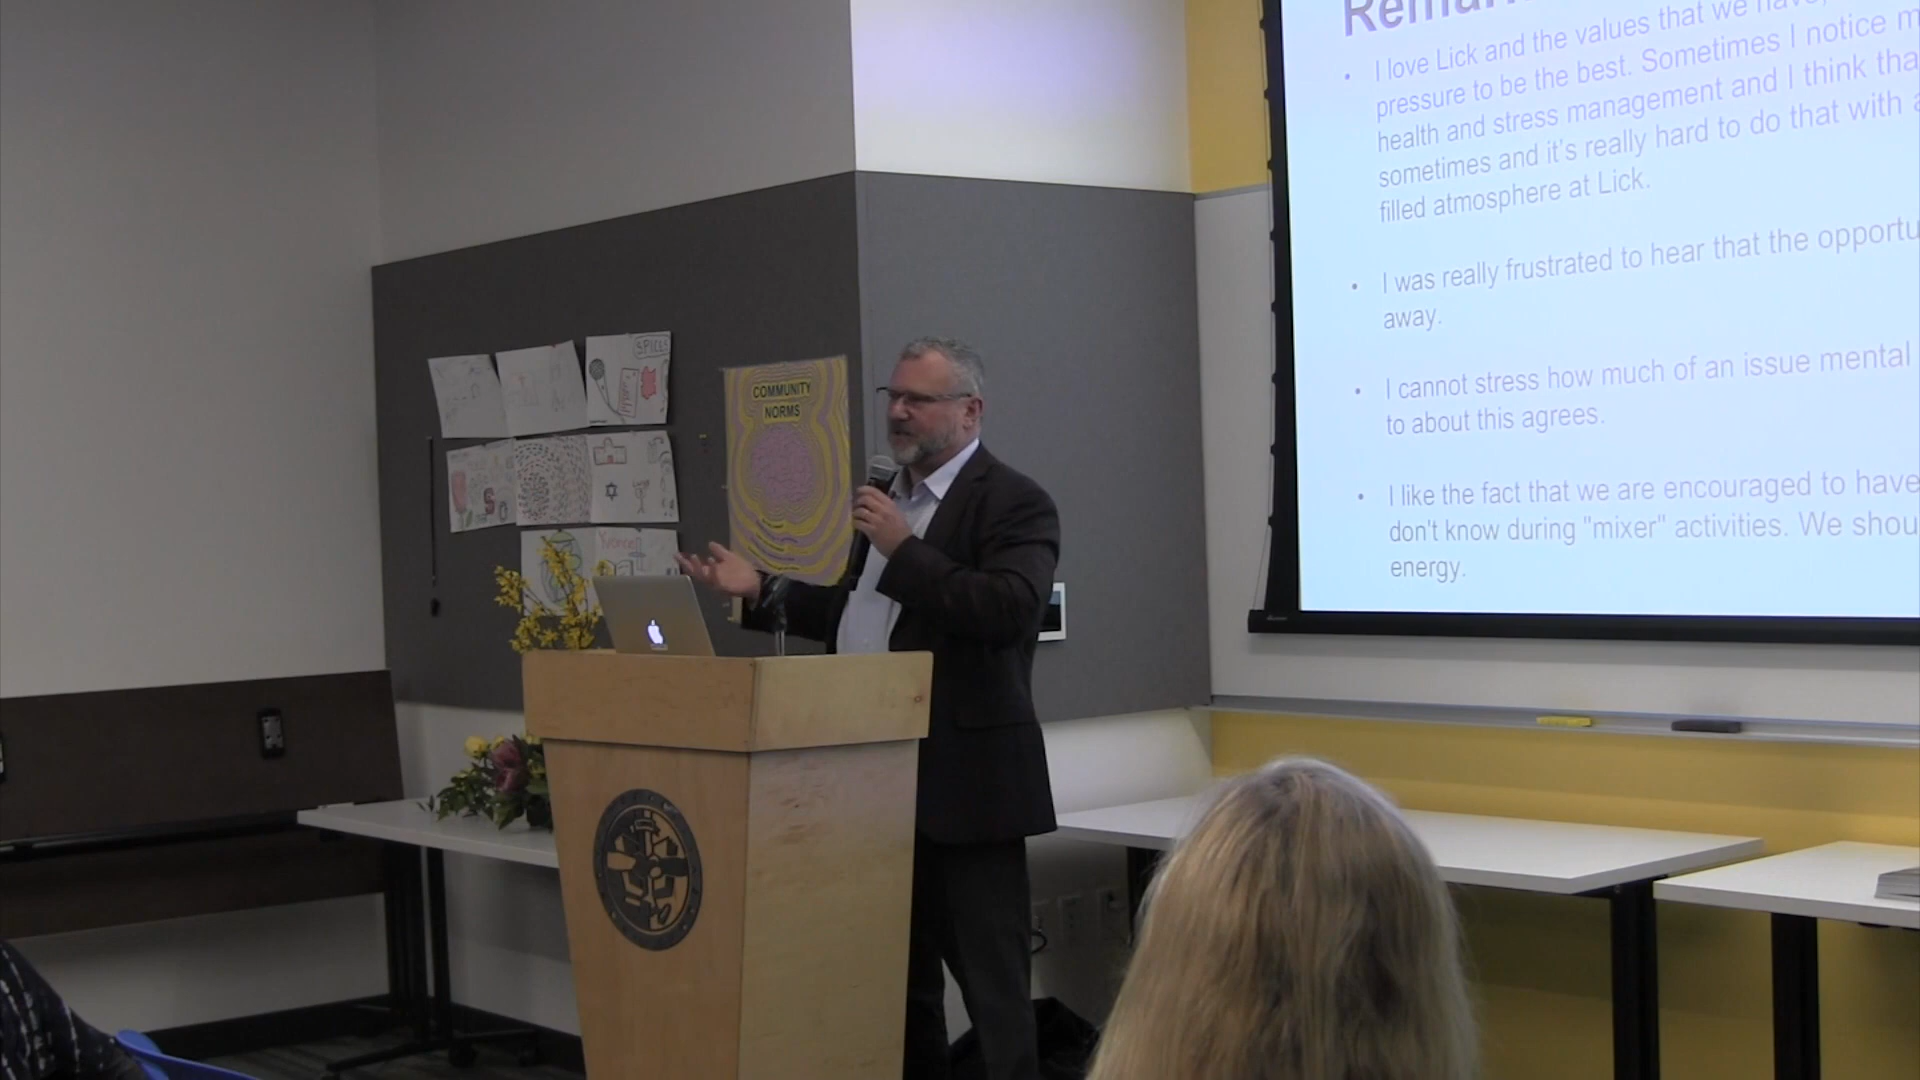 I love Lick and the values that we have,
pressure to be the best. Sometimes I notice
health and stress management and I think
sometimes and it's really hard to do that with
filled atmosphere at Lick.
I was really frustrated to hear that the
away.
I cannot stress how much of an issue mental
to about this agrees.
I like the fact that we are encouraged to have
don't know during "mixer" activities. We
energy.
SPICES
COMMUNITY
NORMS
Yvonne